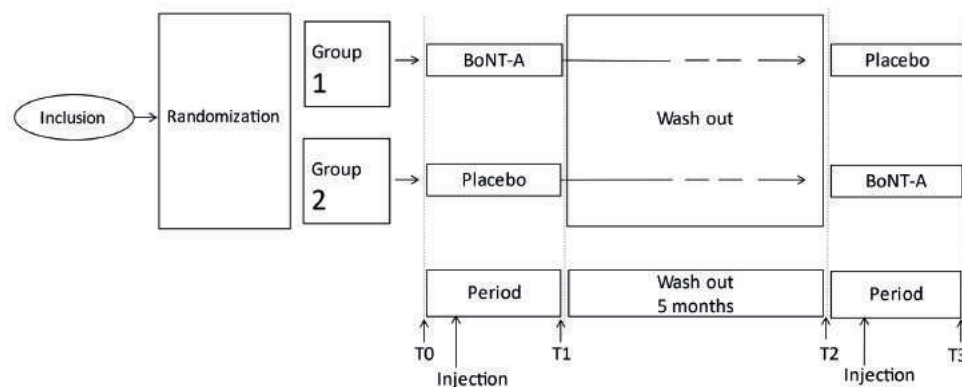 Inclusion
Randomization
Group
1
Group
2
BoNT-A
Placebo
Wash out
Placebo
BoNT-A
Period
Wash out
5 months
Period
T0
T1
T2
T3
Injection
Injection